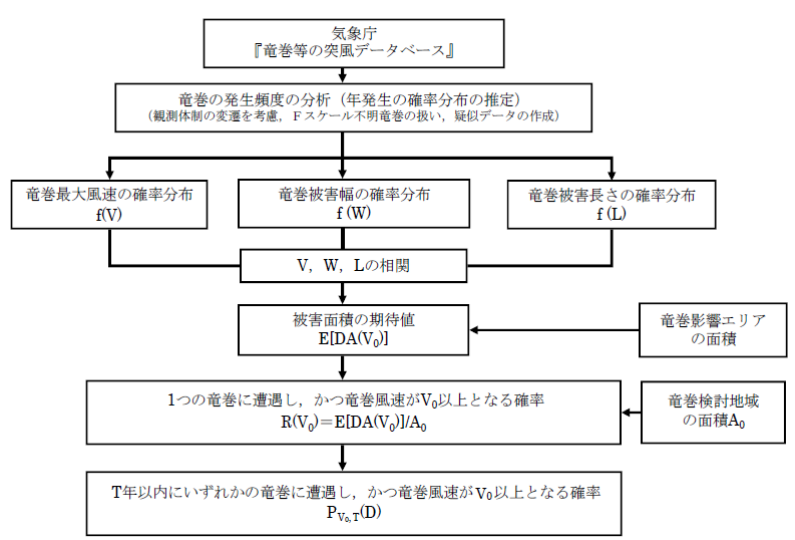 気象庁
『竜巻等の突風データベース』
竜巻の発生頻度の分析（年発生の確率分布の推定）
（観測体制の変遷を考慮，Ｆスケール不明竜巻の扱い，疑似データの作成）
竜巻最大風速の確率分布
f(V)
竜巻被害幅の確率分布
f (W)
竜巻被害長さの確率分布
f (L)
V，W，Lの相関
被害面積の期待値
E[DA(V₀)]
竜巻影響エリア
の面積
1つの竜巻に遭遇し，かつ竜巻風速がV₀以上となる確率
R(V₀)＝E[DA(V₀)]/A₀
竜巻検討地域
の面積A₀
T年以内にいずれかの竜巻に遭遇し，かつ竜巻風速がV₀以上となる確率
P_V₀,T(D)